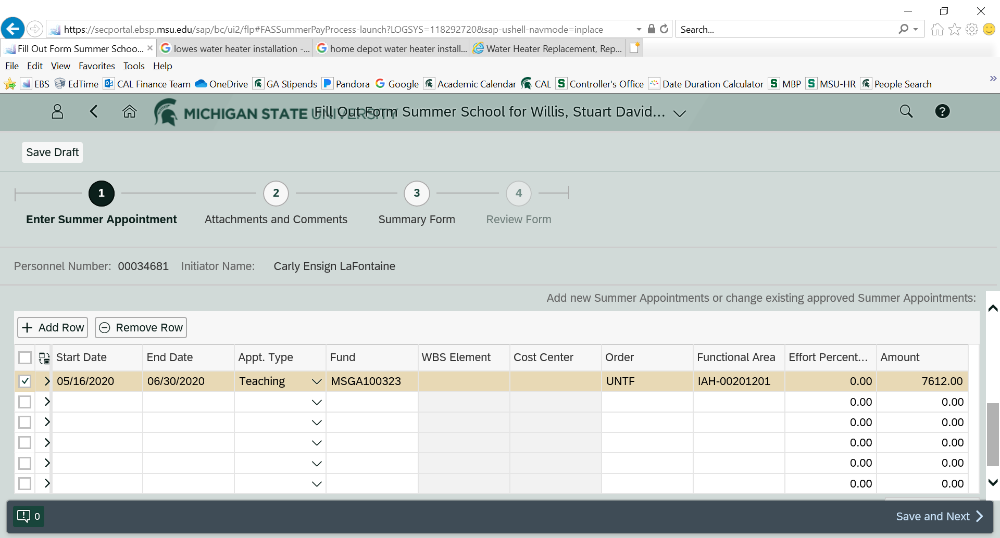 https://secportal.ebsp.msu.edu/sap/bc/ui2/flp#FASSummerPayProcess-launch?LOGSYS=118292720&sap-ushell-navmode=inplace Search...
Fill Out Form Summer Schoo... lowes water heater installation -... home depot water heater install... Water Heater Replacement, Rep...
File Edit View Favorites Tools Help
EBS EdTime CAL Finance Team OneDrive GA Stipends Pandora Google Academic Calendar CAL Controller's Office Date Duration Calculator MBP MSU-HR People Search
MICHIGAN STATE UNIVERSITY Fill Out Form Summer School for Willis, Stuart David...
Save Draft
1 2 3 4
Enter Summer Appointment Attachments and Comments Summary Form Review Form
Personnel Number: 00034681 Initiator Name: Carly Ensign LaFontaine
Add new Summer Appointments or change existing approved Summer Appointments:
Add Row Remove Row
Start Date End Date Appt. Type Fund WBS Element Cost Center Order Functional Area Effort Percent... Amount
05/16/2020 06/30/2020 Teaching MSGA100323 UNTF IAH-00201201 0.00 7612.00
0.00 0.00
0.00 0.00
0.00 0.00
0.00 0.00
0.00 0.00
0 Save and Next